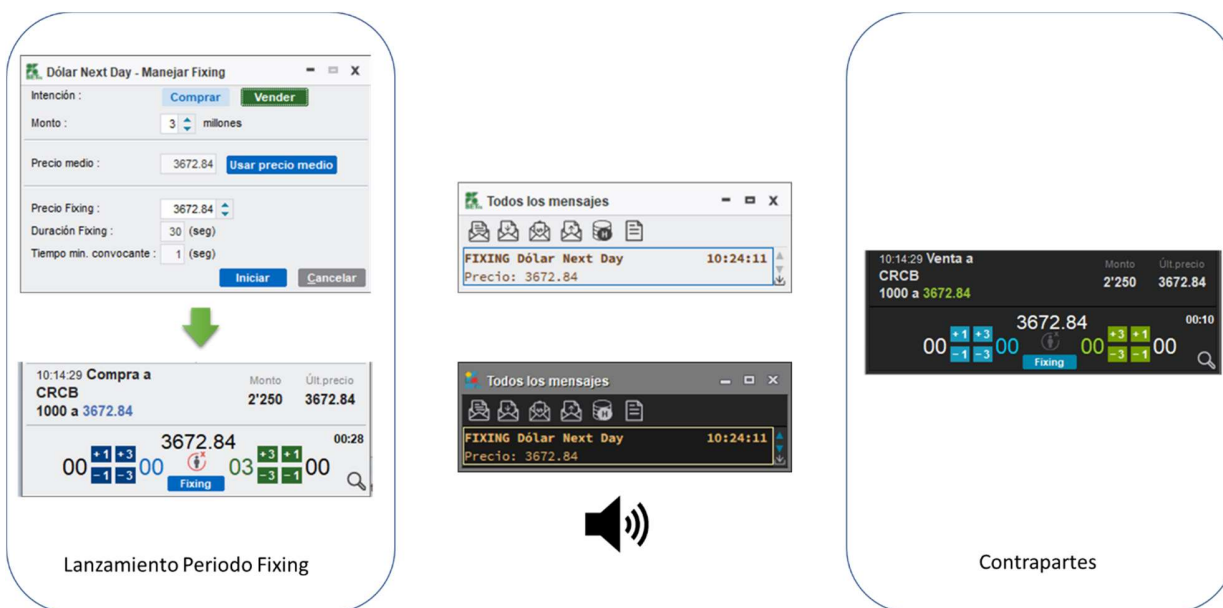 Dólar Next Day - Manejar Fixing
Intención : Comprar Vender
Monto : 3 millones
Precio medio : 3672.84 Usar precio medio
Precio Fixing : 3672.84
Duración Fixing : 30 (seg)
Tiempo min. convocante : 1 (seg)
Iniciar Cancelar
10:14:29 Compra a
CRCB
1000 a 3672.84
Monto Últ.precio
2'250 3672.84
3672.84 00:28
00 +1 +3 00 03 +3 +1 00
-1 -3 -3 -1
Fixing
Lanzamiento Periodo Fixing
Todos los mensajes
FIXING Dólar Next Day 10:24:11
Precio: 3672.84
Todos los mensajes
FIXING Dólar Next Day 10:24:11
Precio: 3672.84
10:14:29 Venta a
CRCB
1000 a 3672.84
Monto Últ.precio
2'250 3672.84
3672.84 00:10
00 +1 +3 00 00 +3 +1 00
-1 -3 -3 -1
Fixing
Contrapartes